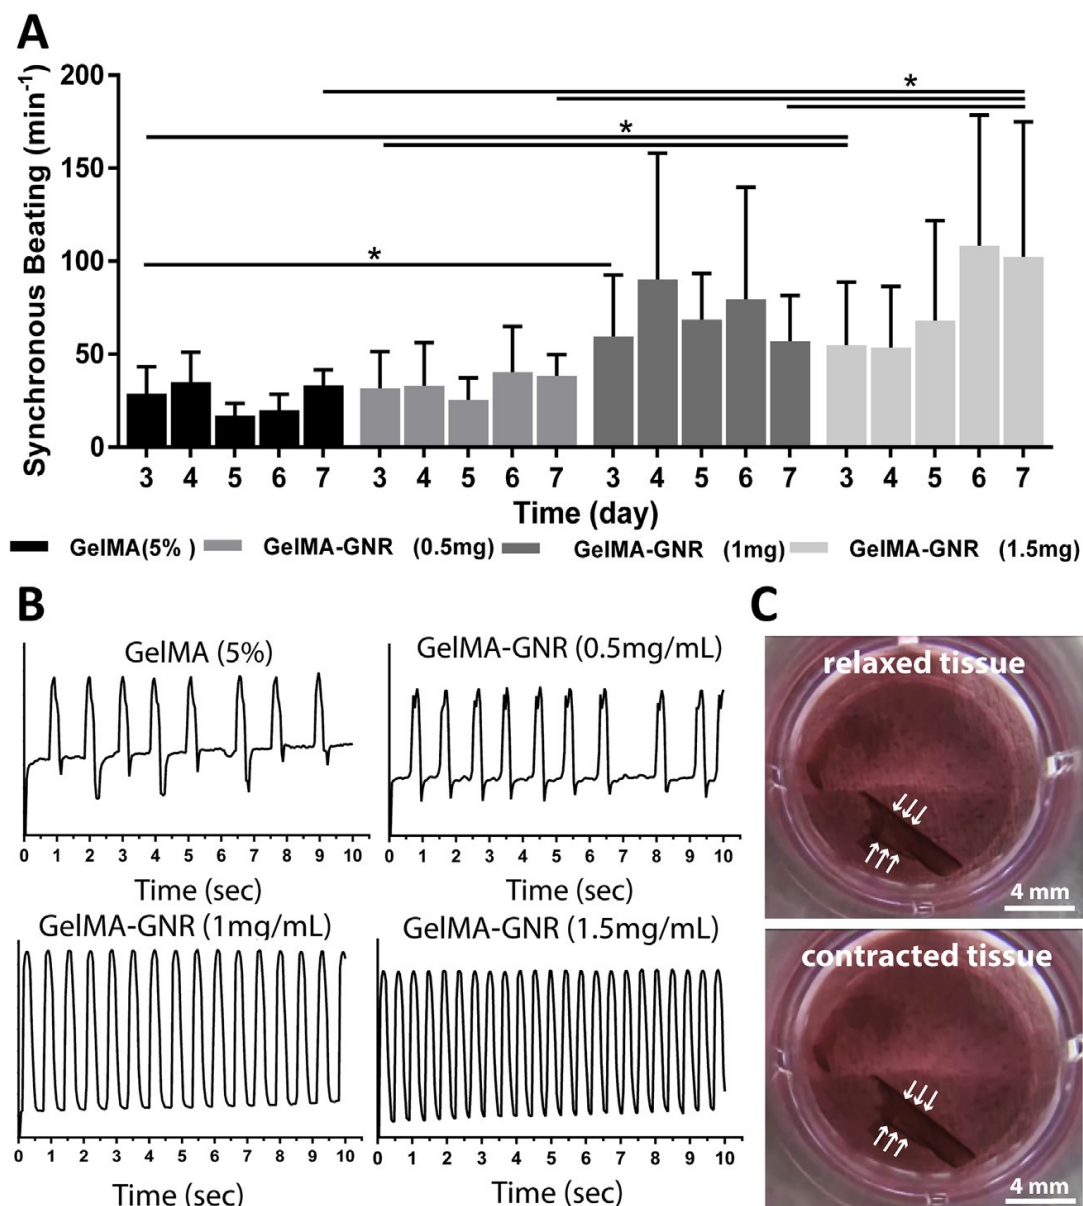 A
Synchronous Beating (min⁻¹)
200
150
100
50
0
*
*
*
3 4 5 6 7 3 4 5 6 7 3 4 5 6 7 3 4 5 6 7
Time (day)
GelMA(5% ) GelMA-GNR (0.5mg) GelMA-GNR (1mg) GelMA-GNR (1.5mg)
B
GelMA (5%)
0 1 2 3 4 5 6 7 8 9 10
Time (sec)
GelMA-GNR (0.5mg/mL)
0 1 2 3 4 5 6 7 8 9 10
Time (sec)
GelMA-GNR (1mg/mL)
0 1 2 3 4 5 6 7 8 9 10
Time (sec)
GelMA-GNR (1.5mg/mL)
0 1 2 3 4 5 6 7 8 9 10
Time (sec)
C
relaxed tissue
4 mm
contracted tissue
4 mm